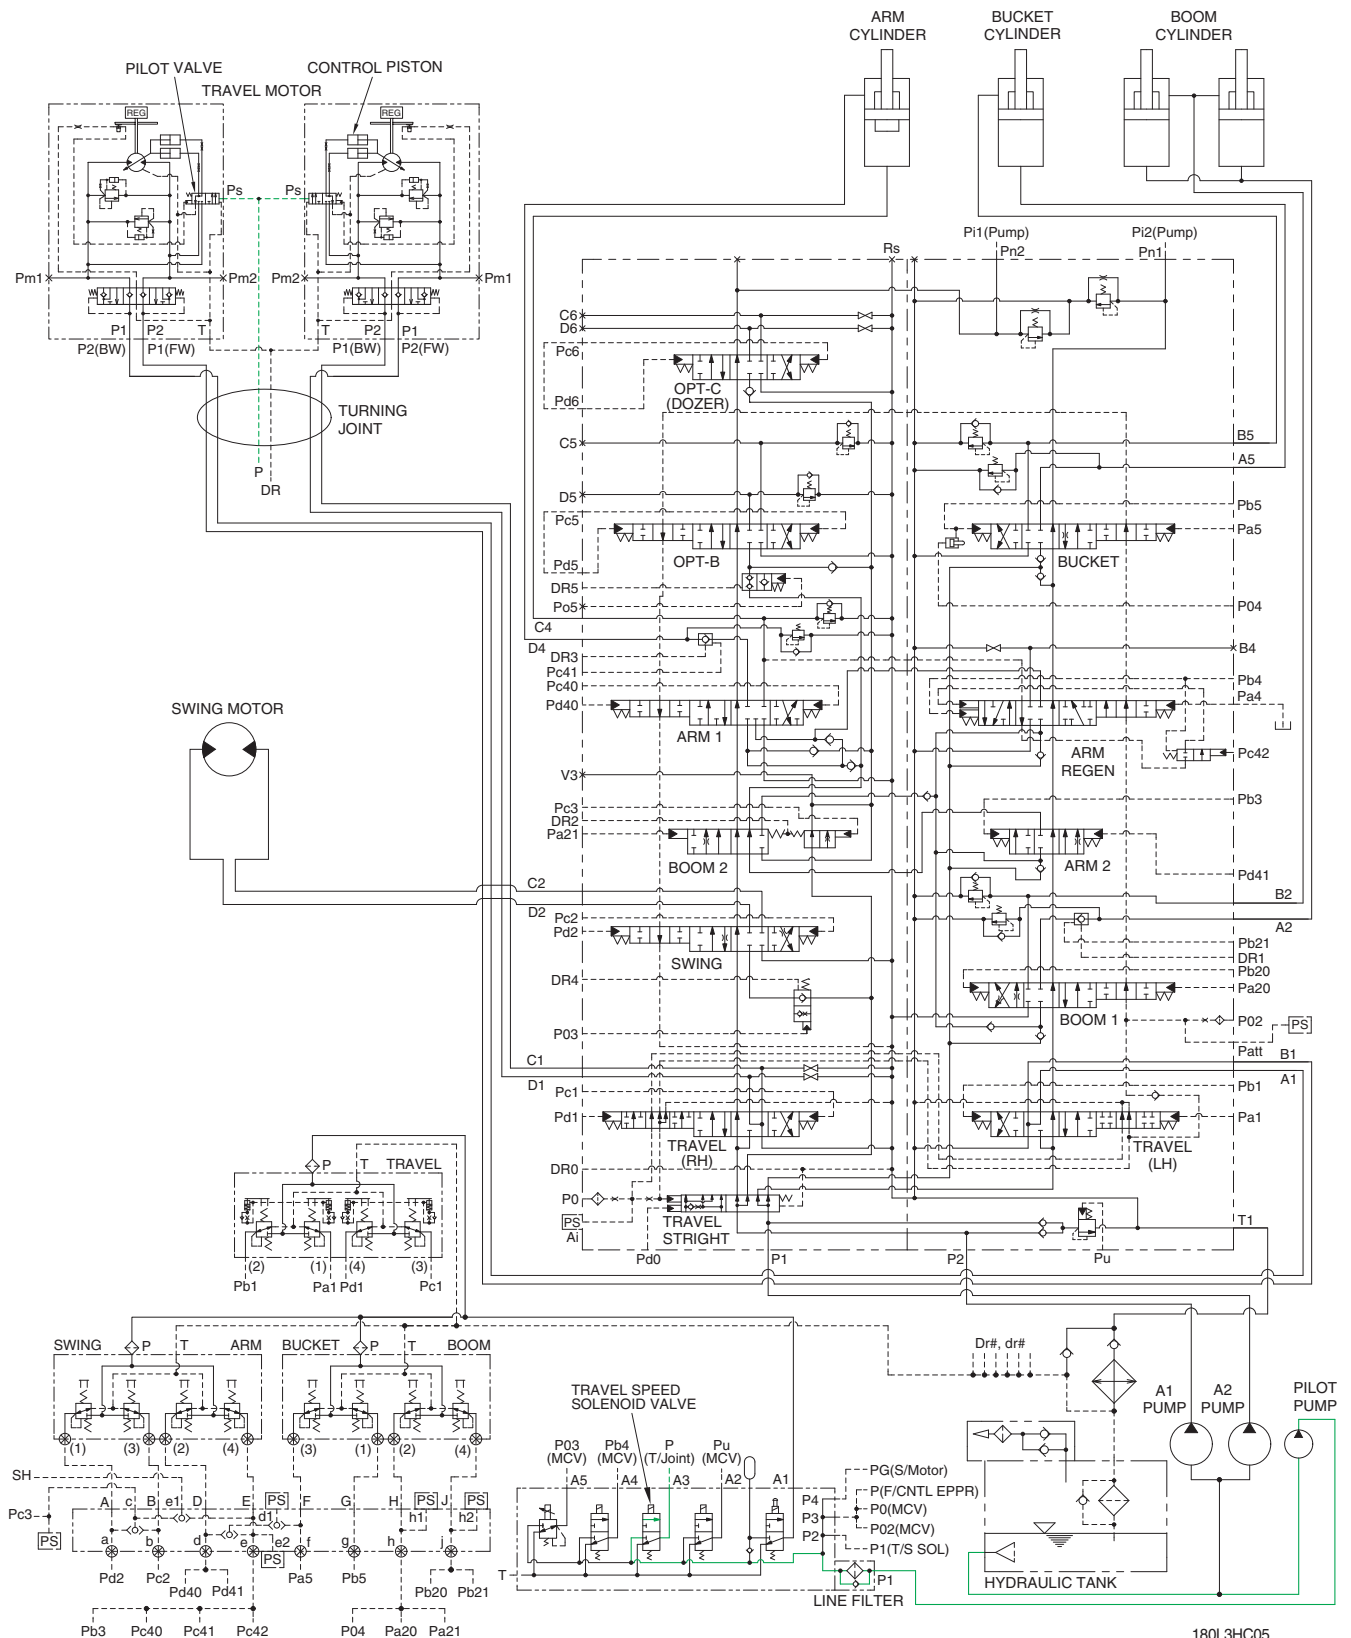 ARM
CYLINDER
BUCKET
CYLINDER
BOOM
CYLINDER
PILOT VALVE
CONTROL PISTON
TRAVEL MOTOR
REG
REG
Ps
Ps
Pm1
Pm2
Pm2
Pm1
P1
P2
T
T
P2
P1
P2(BW)
P1(FW)
P1(BW)
P2(FW)
TURNING
JOINT
P
DR
Pi1(Pump)
Pi2(Pump)
Rs
Pn2
Pn1
C6
D6
Pc6
Pd6
OPT-C
(DOZER)
C5
B5
A5
D5
Pc5
Pb5
Pa5
Pd5
OPT-B
BUCKET
DR5
Po5
P04
C4
D4
B4
DR3
Pc41
Pc40
Pb4
Pd40
Pa4
ARM 1
ARM
REGEN
Pc42
SWING MOTOR
V3
Pc3
DR2
Pa21
Pb3
BOOM 2
ARM 2
Pd41
C2
B2
D2
A2
Pc2
Pd2
Pb21
DR1
SWING
Pb20
DR4
Pa20
BOOM 1
P03
P02
PS
Patt
C1
B1
D1
A1
Pc1
Pb1
Pd1
Pa1
TRAVEL
(RH)
TRAVEL
(LH)
DR0
P0
PS
Ai
TRAVEL
STRIGHT
T1
Pd0
P1
P2
Pu
P
T
TRAVEL
(2)
(1)
(4)
(3)
Pb1
Pa1
Pd1
Pc1
SWING
P
T
ARM
BUCKET
P
T
BOOM
(1)
(3)
(2)
(4)
(3)
(1)
(2)
(4)
SH
Pc3
PS
A
c
B
e1
D
E
PS
d1
F
G
H
PS
h1
J
PS
h2
a
b
d
e
PS
e2
f
g
h
j
Pd2
Pc2
Pd40
Pd41
Pa5
Pb5
Pb20
Pb21
Pb3
Pc40
Pc41
Pc42
P04
Pa20
Pa21
TRAVEL SPEED
SOLENOID VALVE
P03
(MCV)
Pb4
(MCV)
P
(T/Joint)
Pu
(MCV)
A5
A4
A3
A2
A1
T
P4
P3
P2
PG(S/Motor)
P(F/CNTL EPPR)
P0(MCV)
P02(MCV)
P1(T/S SOL)
P1
LINE FILTER
Dr#, dr#
HYDRAULIC TANK
A1
PUMP
A2
PUMP
PILOT
PUMP
180L3HC05